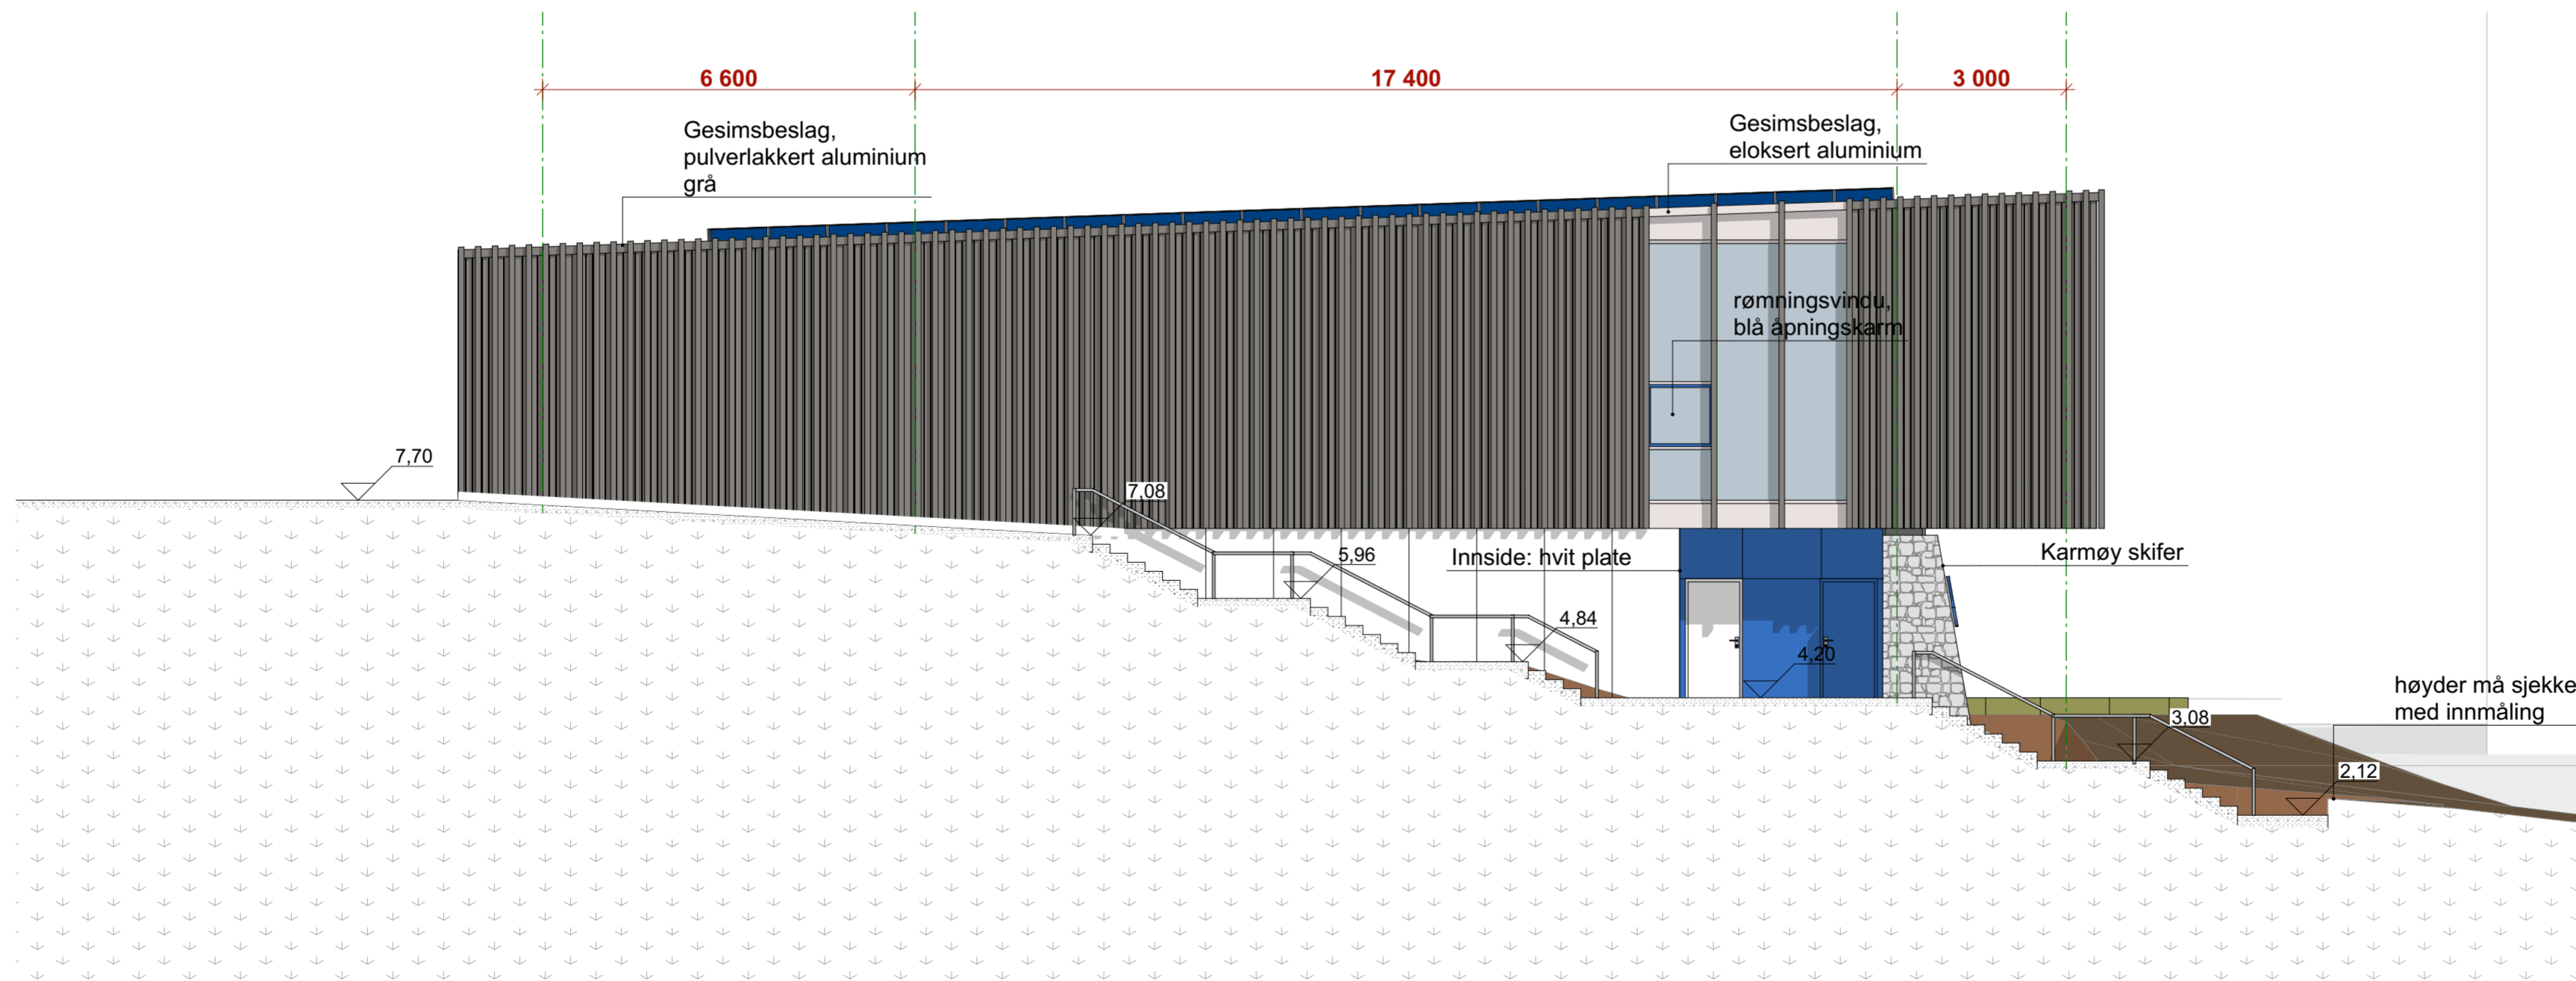 6 600
17 400
3 000
Gesimsbeslag,
pulverlakkert aluminium
grå
Gesimsbeslag,
eloksert aluminium
rømningsvindu,
blå åpningskarm
7,70
7,08
5,96
4,84
Innside: hvit plate
4,20
Karmøy skifer
høyder må sjekke
med innmåling
3,08
2,12